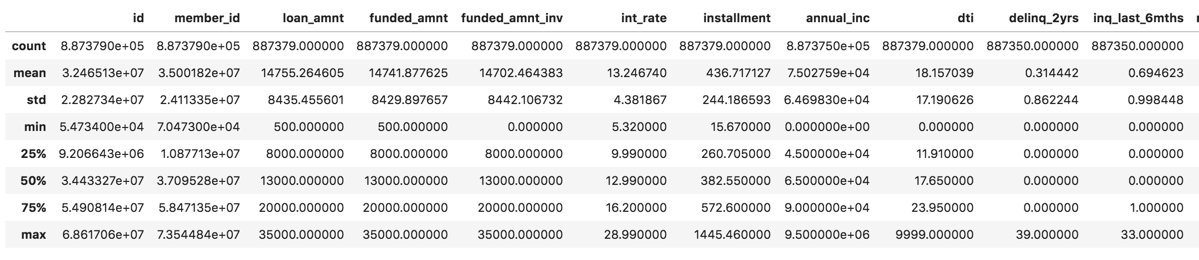 id member_id loan_amnt funded_amnt funded_amnt_inv int_rate installment annual_inc dti delinq_2yrs inq_last_6mths
count 8.873790e+05 8.873790e+05 887379.000000 887379.000000 887379.000000 887379.000000 887379.000000 8.873750e+05 887379.000000 887350.000000 887350.000000
mean 3.246513e+07 3.500182e+07 14755.264605 14741.877625 14702.464383 13.246740 436.717127 7.502759e+04 18.157039 0.314442 0.694623
std 2.282734e+07 2.411335e+07 8435.455601 8429.897657 8442.106732 4.381867 244.186593 6.469830e+04 17.190626 0.862244 0.998448
min 5.473400e+04 7.047300e+04 500.000000 500.000000 0.000000 5.320000 15.670000 0.000000e+00 0.000000 0.000000 0.000000
25% 9.206643e+06 1.087713e+07 8000.000000 8000.000000 8000.000000 9.990000 260.705000 4.500000e+04 11.910000 0.000000 0.000000
50% 3.443327e+07 3.709528e+07 13000.000000 13000.000000 13000.000000 12.990000 382.550000 6.500000e+04 17.650000 0.000000 0.000000
75% 5.490814e+07 5.847135e+07 20000.000000 20000.000000 20000.000000 16.200000 572.600000 9.000000e+04 23.950000 0.000000 1.000000
max 6.861706e+07 7.354484e+07 35000.000000 35000.000000 35000.000000 28.990000 1445.460000 9.500000e+06 9999.000000 39.000000 33.000000